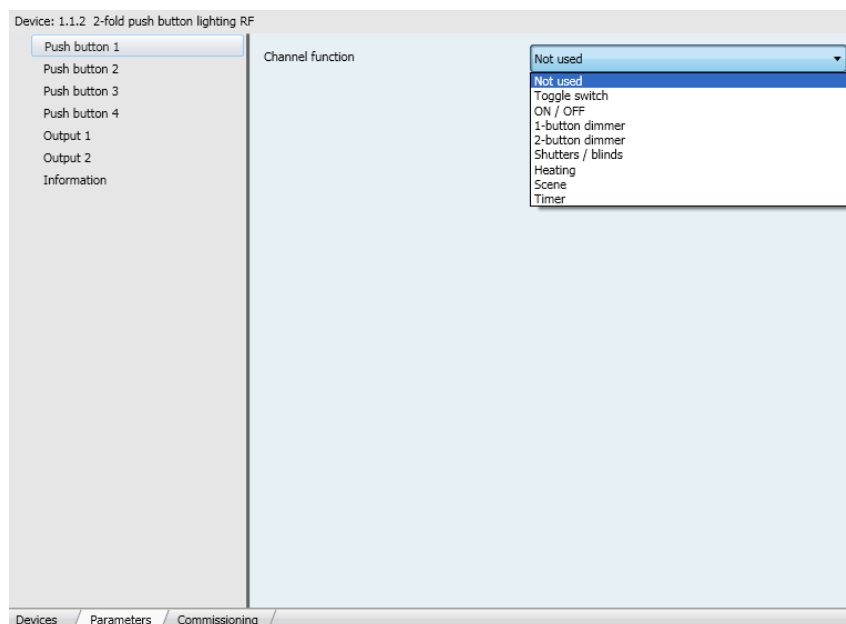 Device: 1.1.2 2-fold push button lighting RF
Push button 1
Push button 2
Push button 3
Push button 4
Output 1
Output 2
Information
Channel function
Not used
Not used
Toggle switch
ON / OFF
1-button dimmer
2-button dimmer
Shutters / blinds
Heating
Scene
Timer
Devices
Parameters
Commissioning